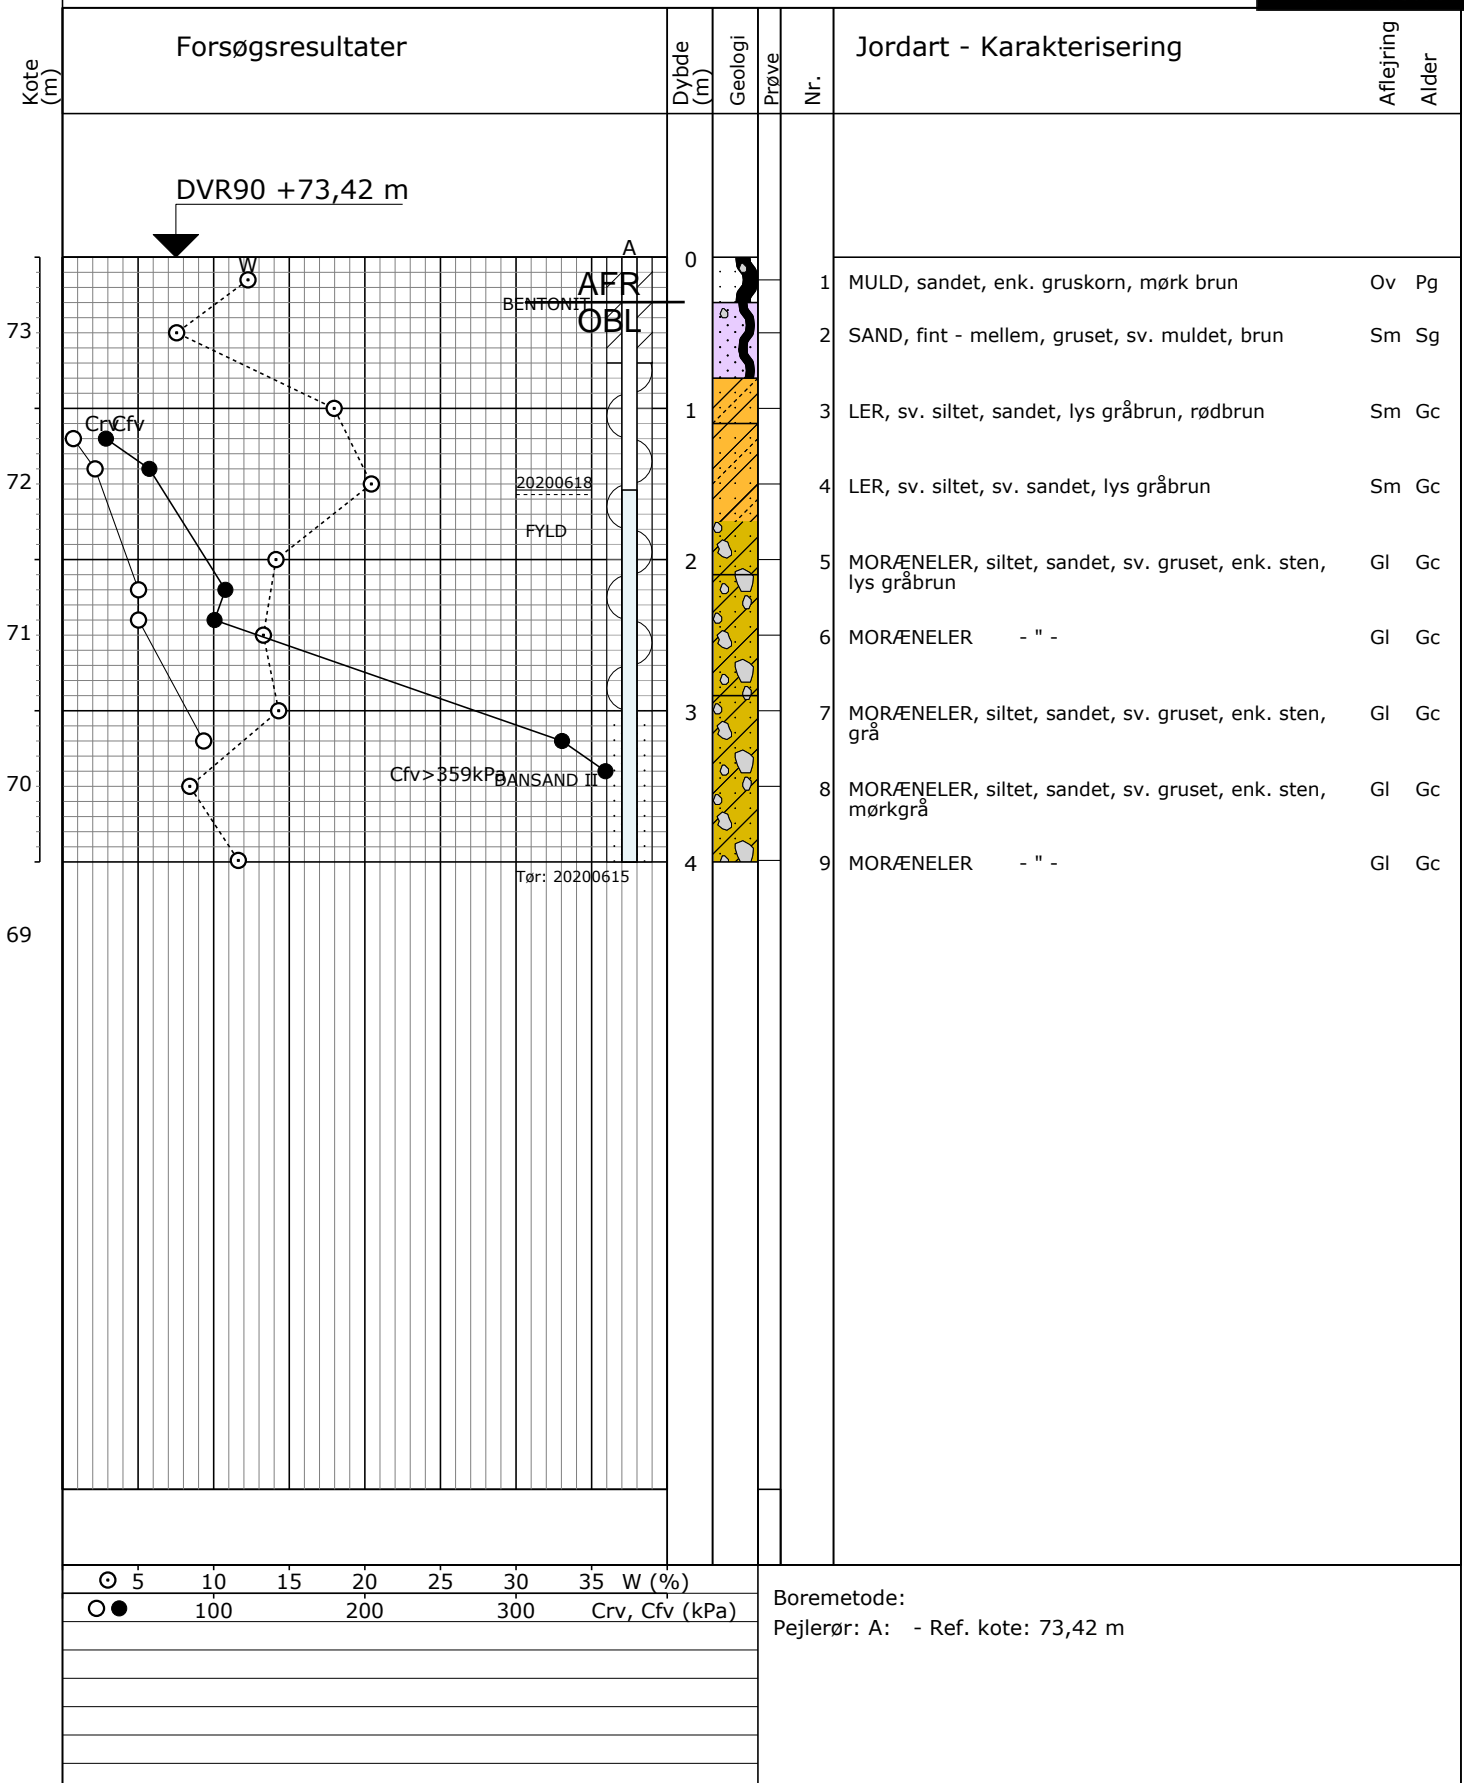 Forsøgsresultater
Kote (m)
Dybde (m)
Geologi
Prøve
Nr.
Jordart - Karakterisering
Aflejring
Alder
DVR90 +73,42 m
A
W
0
AFR
BENTONIT
OBL
1 MULD, sandet, enk. gruskorn, mørk brun Ov Pg
73
2 SAND, fint - mellem, gruset, sv. muldet, brun Sm Sg
1
3 LER, sv. siltet, sandet, lys gråbrun, rødbrun Sm Gc
Crv Cfv
72
20200618
4 LER, sv. siltet, sv. sandet, lys gråbrun Sm Gc
FYLD
2
5 MORÆNELER, siltet, sandet, sv. gruset, enk. sten, Gl Gc
lys gråbrun
71
6 MORÆNELER - " - Gl Gc
3
7 MORÆNELER, siltet, sandet, sv. gruset, enk. sten, Gl Gc
grå
70
Cfv>359kPa
DANSAND II
8 MORÆNELER, siltet, sandet, sv. gruset, enk. sten, Gl Gc
mørkgrå
4
9 MORÆNELER - " - Gl Gc
Tør: 20200615
69
5 10 15 20 25 30 35 W (%)
100 200 300 Crv, Cfv (kPa)
Boremetode:
Pejlerør: A: - Ref. kote: 73,42 m